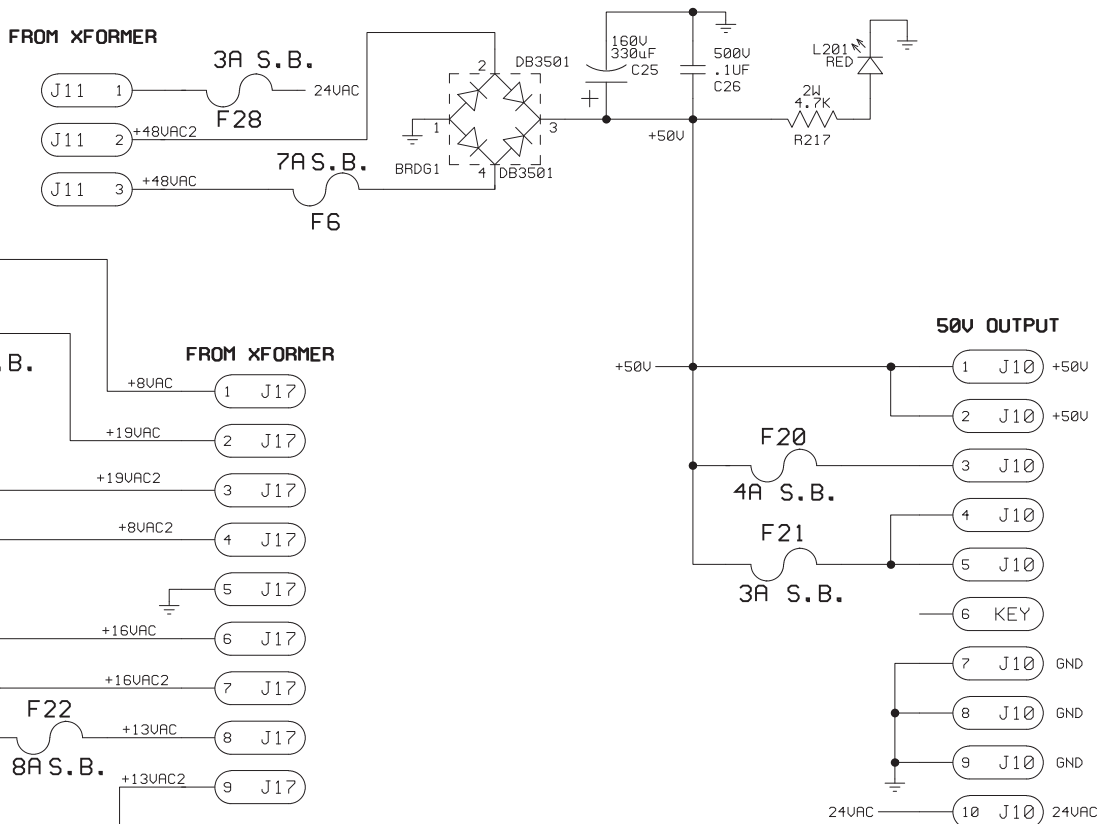 FROM XFORMER
J11 1
3A S.B.
F28
24VAC
J11 2
+48VAC2
J11 3
+48VAC
7A S.B.
F6
2
DB3501
1
3
BRDG1
4
DB3501
160V
330uF
C25
+
500V
.1UF
C26
+50V
2W
4.7K
R217
L201
RED
.B.
FROM XFORMER
+8VAC
1 J17
+19VAC
2 J17
+19VAC2
3 J17
+8VAC2
4 J17
5 J17
+16VAC
6 J17
+16VAC2
7 J17
F22
8A S.B.
+13VAC
8 J17
+13VAC2
9 J17
50V OUTPUT
+50V
1 J10 +50V
2 J10 +50V
F20
4A S.B.
3 J10
4 J10
F21
3A S.B.
5 J10
6 KEY
7 J10 GND
8 J10 GND
9 J10 GND
24VAC
10 J10 24VAC